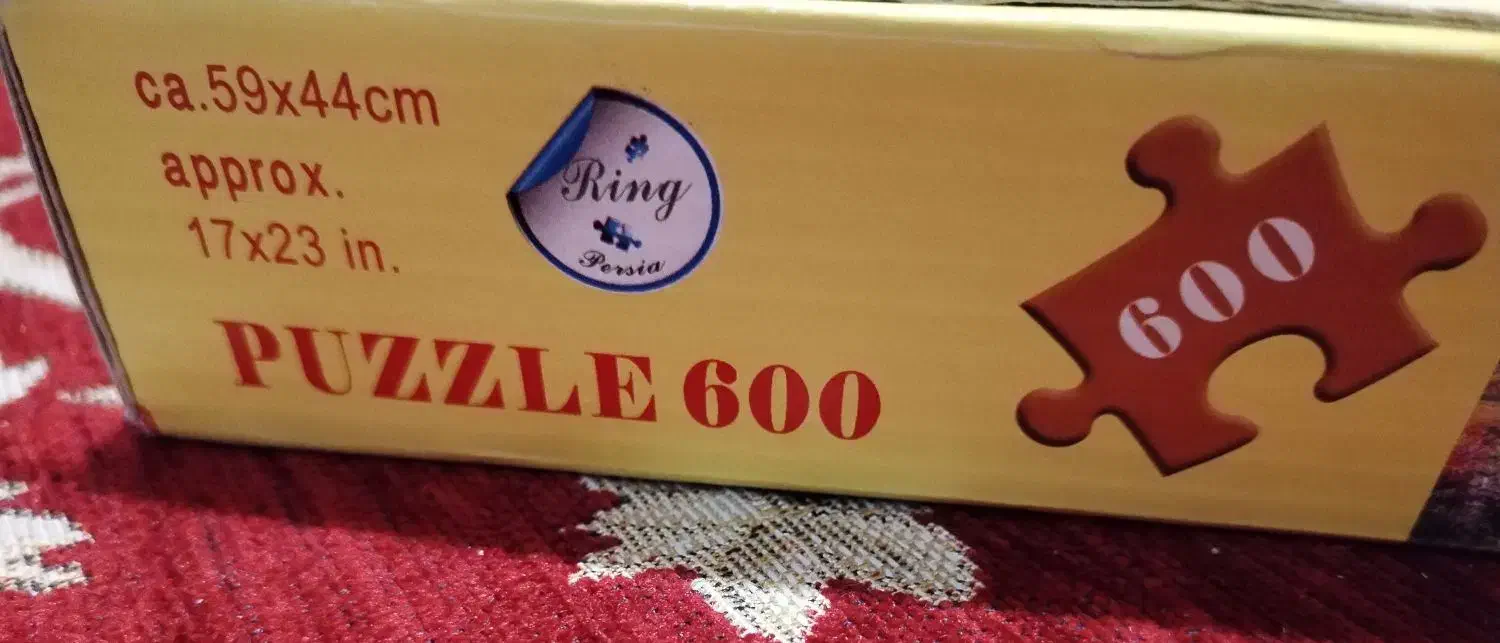 ca.59x44cm
approx.
17x23 in.
Ring
Persia
PUZZLE 600
600